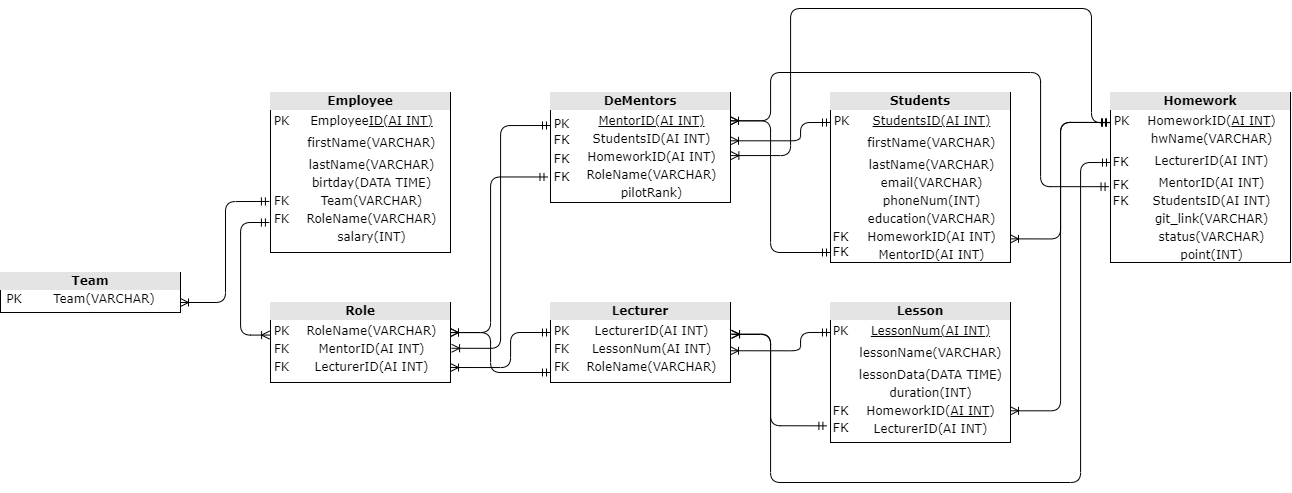 Employee
PK EmployeeID(AI INT)
firstName(VARCHAR)
lastName(VARCHAR)
birtday(DATA TIME)
FK Team(VARCHAR)
FK RoleName(VARCHAR)
salary(INT)
DeMentors
PK MentorID(AI INT)
FK StudentsID(AI INT)
FK HomeworkID(AI INT)
FK RoleName(VARCHAR)
pilotRank)
Students
PK StudentsID(AI INT)
firstName(VARCHAR)
lastName(VARCHAR)
email(VARCHAR)
phoneNum(INT)
education(VARCHAR)
FK HomeworkID(AI INT)
FK MentorID(AI INT)
Homework
PK HomeworkID(AI INT)
hwName(VARCHAR)
FK LecturerID(AI INT)
FK MentorID(AI INT)
FK StudentsID(AI INT)
git_link(VARCHAR)
status(VARCHAR)
point(INT)
Team
PK Team(VARCHAR)
Role
PK RoleName(VARCHAR)
FK MentorID(AI INT)
FK LecturerID(AI INT)
Lecturer
PK LecturerID(AI INT)
FK LessonNum(AI INT)
FK RoleName(VARCHAR)
Lesson
PK LessonNum(AI INT)
lessonName(VARCHAR)
lessonData(DATA TIME)
duration(INT)
FK HomeworkID(AI INT)
FK LecturerID(AI INT)